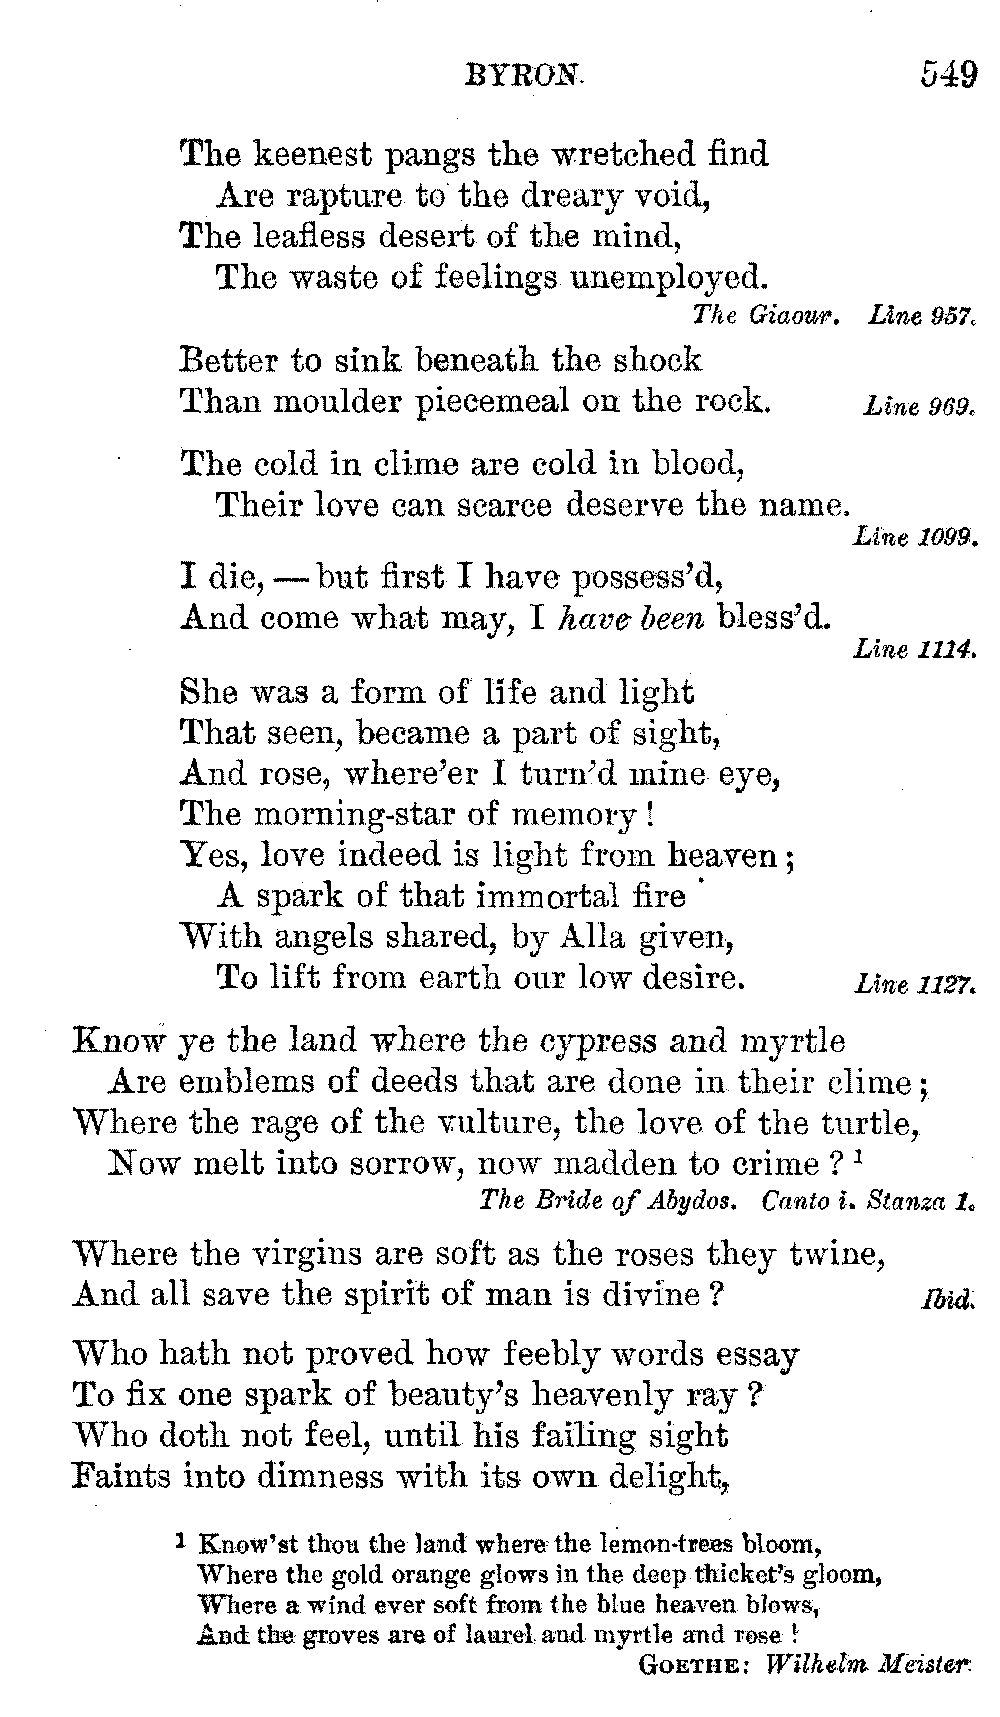 BYRON. 549
The keenest pangs the wretched find
Are rapture to the dreary void,
The leafless desert of the mind,
The waste of feelings unemployed.
The Giaour. Line 957.
Better to sink beneath the shock
Than moulder piecemeal on the rock. Line 969.
The cold in clime are cold in blood,
Their love can scarce deserve the name.
Line 1099.
I die, — but first I have possess'd,
And come what may, I have been bless'd.
Line 1114.
She was a form of life and light
That seen, became a part of sight,
And rose, where'er I turn'd mine eye,
The morning-star of memory!
Yes, love indeed is light from heaven;
A spark of that immortal fire
With angels shared, by Alla given,
To lift from earth our low desire. Line 1127.
Know ye the land where the cypress and myrtle
Are emblems of deeds that are done in their clime;
Where the rage of the vulture, the love of the turtle,
Now melt into sorrow, now madden to crime? 1
The Bride of Abydos. Canto i. Stanza 1.
Where the virgins are soft as the roses they twine,
And all save the spirit of man is divine? Ibid.
Who hath not proved how feebly words essay
To fix one spark of beauty's heavenly ray?
Who doth not feel, until his failing sight
Faints into dimness with its own delight,
1 Know'st thou the land where the lemon-trees bloom,
Where the gold orange glows in the deep thicket's gloom,
Where a wind ever soft from the blue heaven blows,
And the groves are of laurel and myrtle and rose!
GOETHE: Wilhelm Meister.